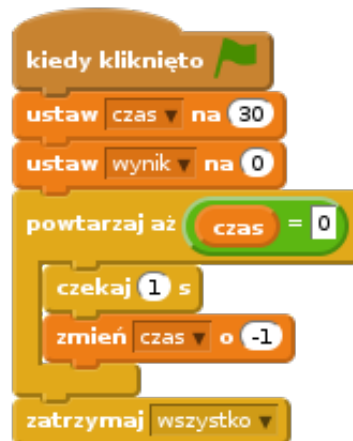 kiedy kliknięto
ustaw czas na 30
ustaw wynik na 0
powtarzaj aż czas = 0
czekaj 1 s
zmień czas o -1
zatrzymaj wszystko